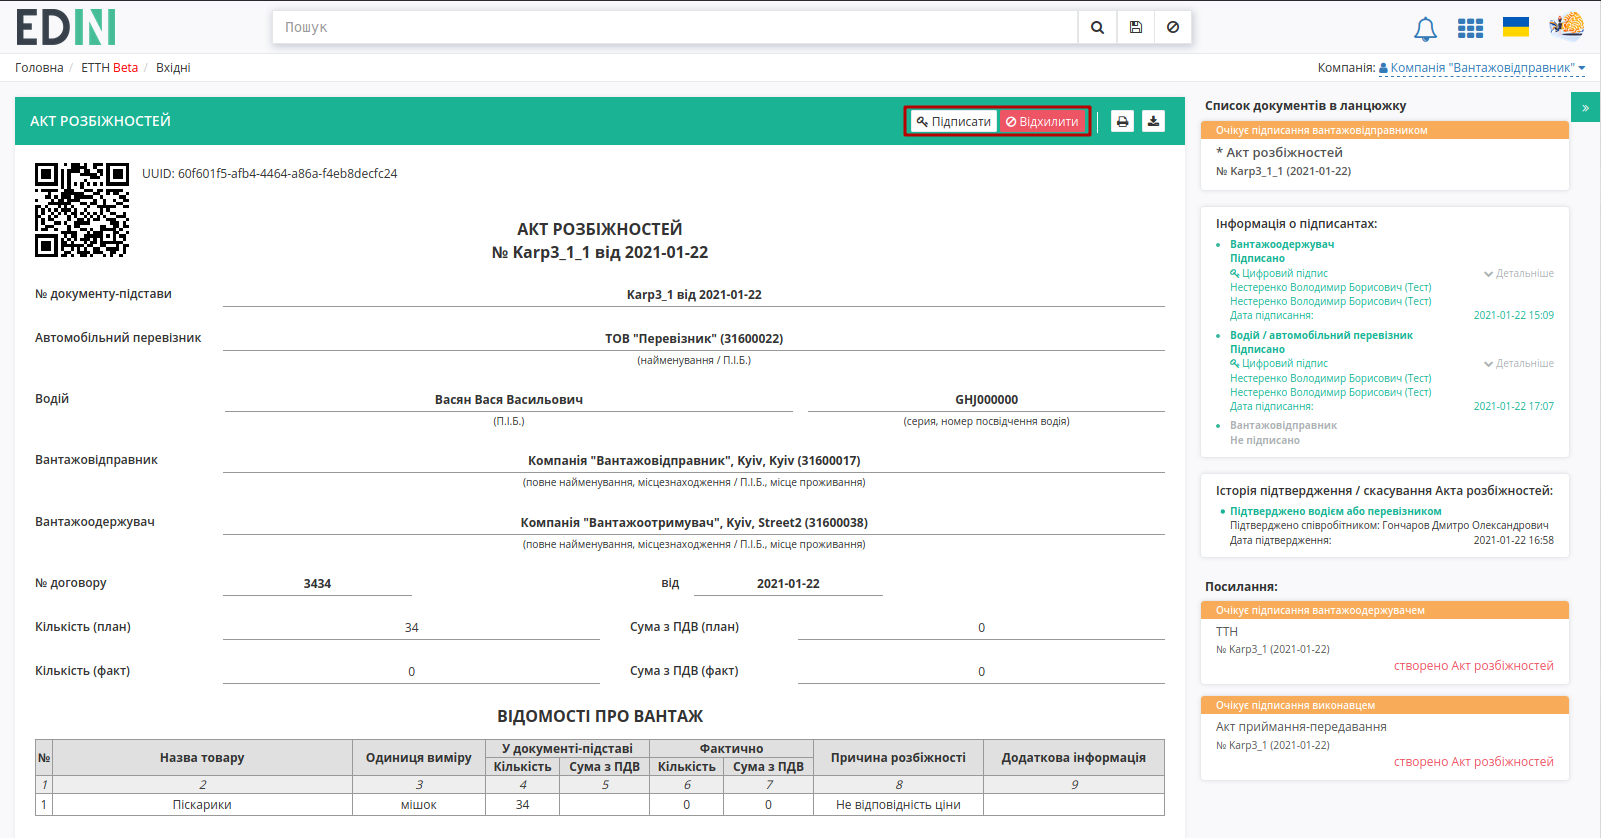 EDIN
Пошук
Головна / ЕТТН Beta / Вхідні
Компанія: Компанія "Вантажовідправник"
АКТ РОЗБІЖНОСТЕЙ
Підписати
Відхилити
UUID: 60f601f5-afb4-4464-a86a-f4eb8decfc24
АКТ РОЗБІЖНОСТЕЙ
№ Karp3_1_1 від 2021-01-22
№ документу-підстави
Karp3_1 від 2021-01-22
Автомобільний перевізник
ТОВ "Перевізник" (31600022)
(найменування / П.І.Б.)
Водій
Васян Вася Васильович
GHJ000000
(П.І.Б.)
(серия, номер посвідчення водія)
Вантажовідправник
Компанія "Вантажовідправник", Kyiv, Kyiv (31600017)
(повне найменування, місцезнаходження / П.І.Б., місце проживання)
Вантажоодержувач
Компанія "Вантажоотримувач", Kyiv, Street2 (31600038)
(повне найменування, місцезнаходження / П.І.Б., місце проживання)
№ договору
3434
від
2021-01-22
Кількість (план)
34
Сума з ПДВ (план)
0
Кількість (факт)
0
Сума з ПДВ (факт)
0
ВІДОМОСТІ ПРО ВАНТАЖ
№ Назва товару Одиниця виміру У документі-підставі Фактично Причина розбіжності Додаткова інформація
Кількість Сума з ПДВ Кількість Сума з ПДВ
1 2 3 4 5 6 7 8 9
1 Піскарики мішок 34 0 0 Не відповідність ціни
Список документів в ланцюжку
»
Очікує підписання вантажовідправником
* Акт розбіжностей
№ Karp3_1_1 (2021-01-22)
Інформація о підписантах:
Вантажоодержувач
Підписано
Цифровий підпис Детальніше
Нестеренко Володимир Борисович (Тест)
Нестеренко Володимир Борисович (Тест)
Дата підписання: 2021-01-22 15:09
Водій / автомобільний перевізник
Підписано
Цифровий підпис Детальніше
Нестеренко Володимир Борисович (Тест)
Нестеренко Володимир Борисович (Тест)
Дата підписання: 2021-01-22 17:07
Вантажовідправник
Не підписано
Історія підтвердження / скасування Акта розбіжностей:
Підтверджено водієм або перевізником
Підтверджено співробітником: Гончаров Дмитро Олександрович
Дата підтвердження: 2021-01-22 16:58
Посилання:
Очікує підписання вантажоодержувачем
ТТН
№ Karp3_1 (2021-01-22)
створено Акт розбіжностей
Очікує підписання виконавцем
Акт приймання-передавання
№ Karp3_1 (2021-01-22)
створено Акт розбіжностей